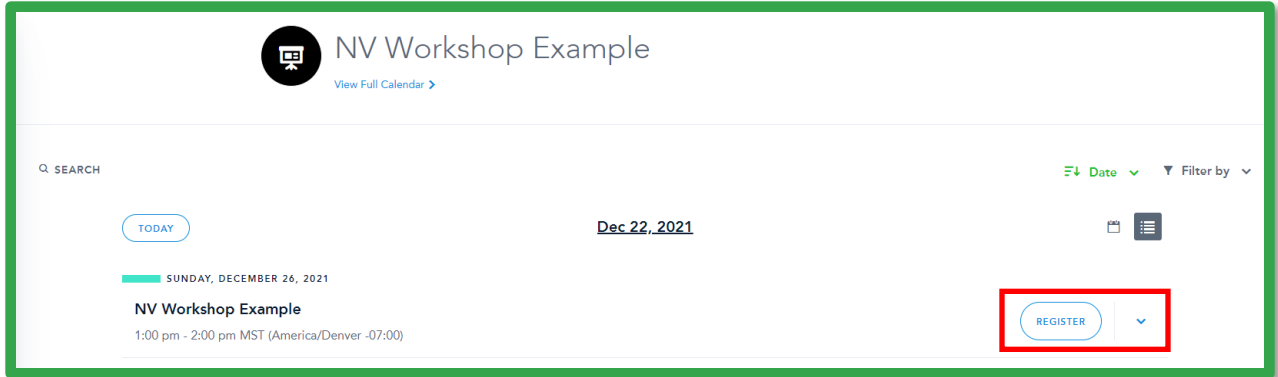 NV Workshop Example
View Full Calendar
SEARCH
Date
Filter by
TODAY
Dec 22, 2021
SUNDAY, DECEMBER 26, 2021
NV Workshop Example
REGISTER
1:00 pm - 2:00 pm MST (America/Denver -07:00)